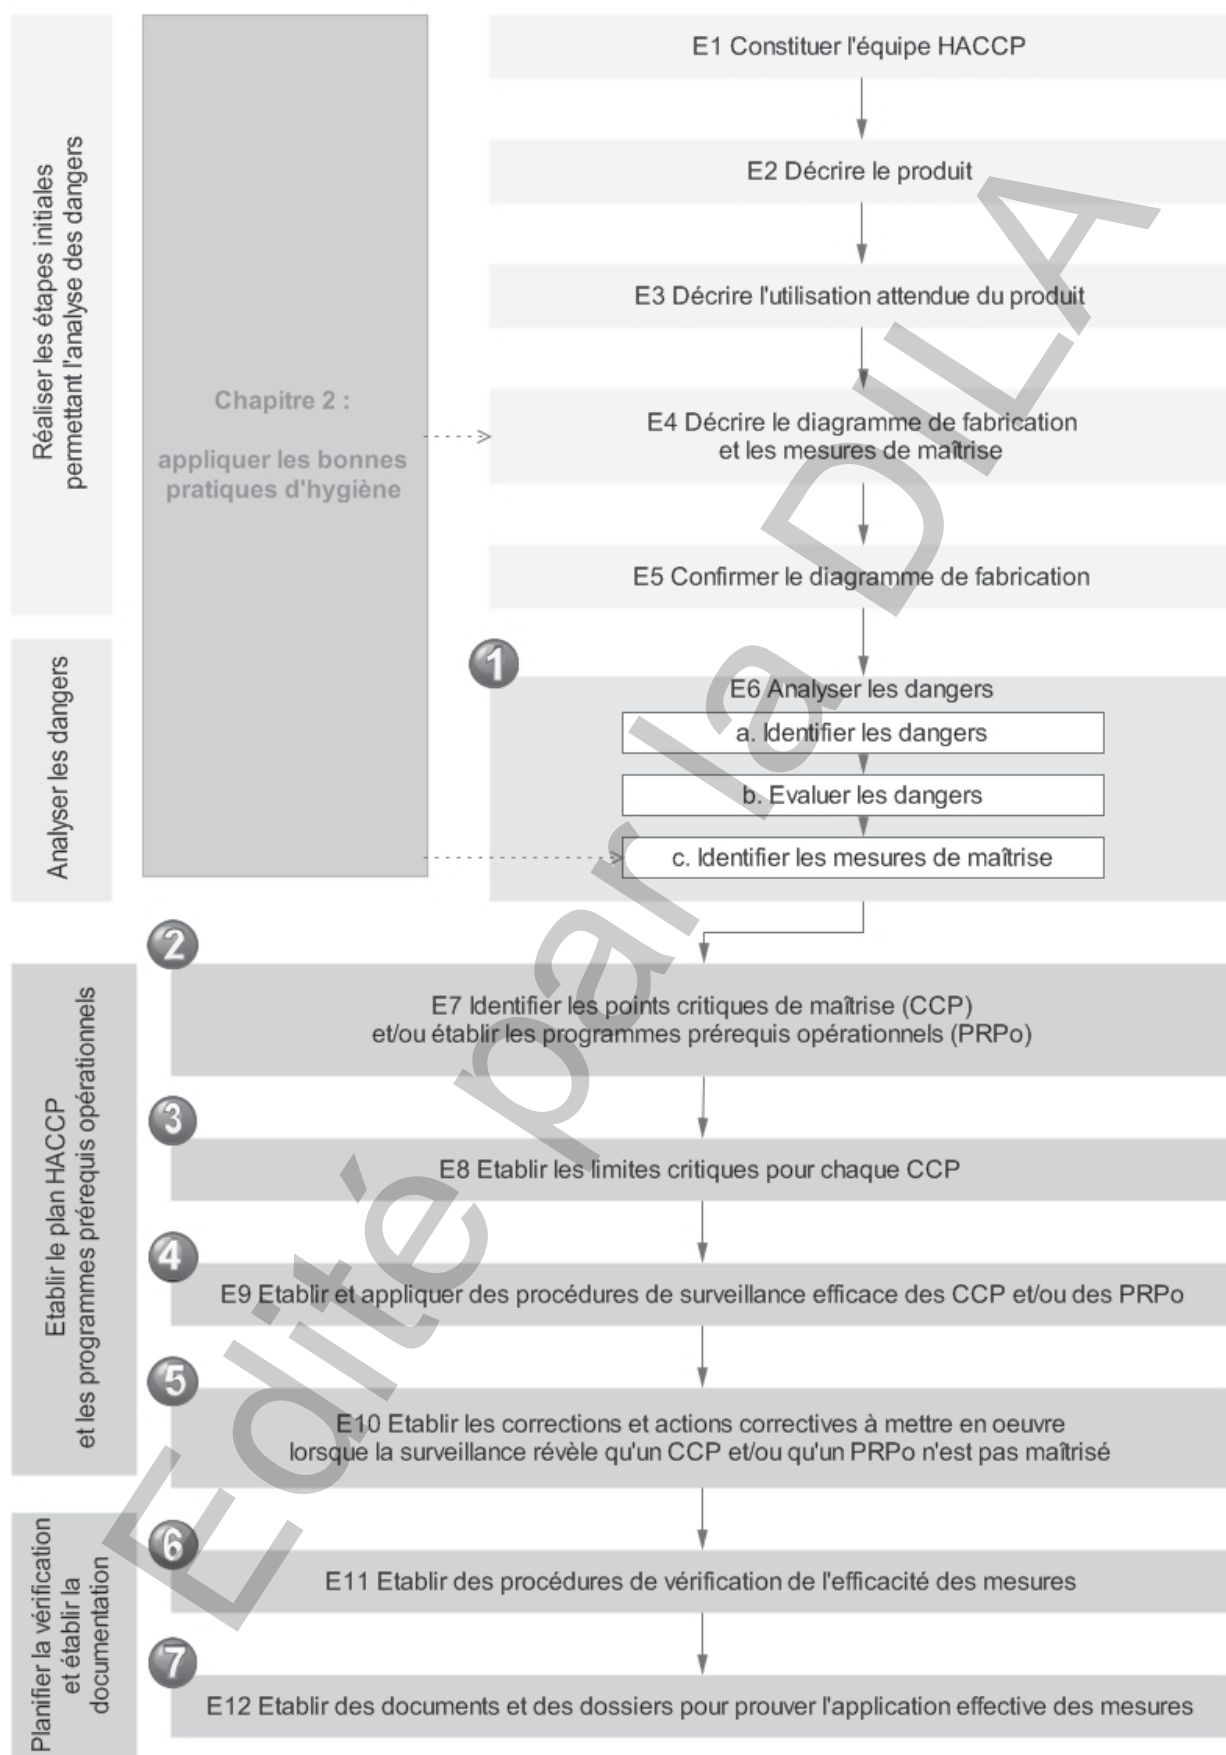 Réaliser les étapes initiales
permettant l'analyse des dangers
Chapitre 2 :
appliquer les bonnes
pratiques d'hygiène
E1 Constituer l'équipe HACCP
E2 Décrire le produit
E3 Décrire l'utilisation attendue du produit
E4 Décrire le diagramme de fabrication
et les mesures de maîtrise
E5 Confirmer le diagramme de fabrication
Analyser les dangers
1
E6 Analyser les dangers
a. Identifier les dangers
b. Evaluer les dangers
c. Identifier les mesures de maîtrise
Etablir le plan HACCP
et les programmes prérequis opérationnels
2
E7 Identifier les points critiques de maîtrise (CCP)
et/ou établir les programmes prérequis opérationnels (PRPo)
3
E8 Etablir les limites critiques pour chaque CCP
4
E9 Etablir et appliquer des procédures de surveillance efficace des CCP et/ou des PRPo
5
E10 Etablir les corrections et actions correctives à mettre en oeuvre
lorsque la surveillance révèle qu'un CCP et/ou qu'un PRPo n'est pas maîtrisé
Planifier la vérification
et établir la
documentation
6
E11 Etablir des procédures de vérification de l'efficacité des mesures
7
E12 Etablir des documents et des dossiers pour prouver l'application effective des mesures
Edité par la DILA